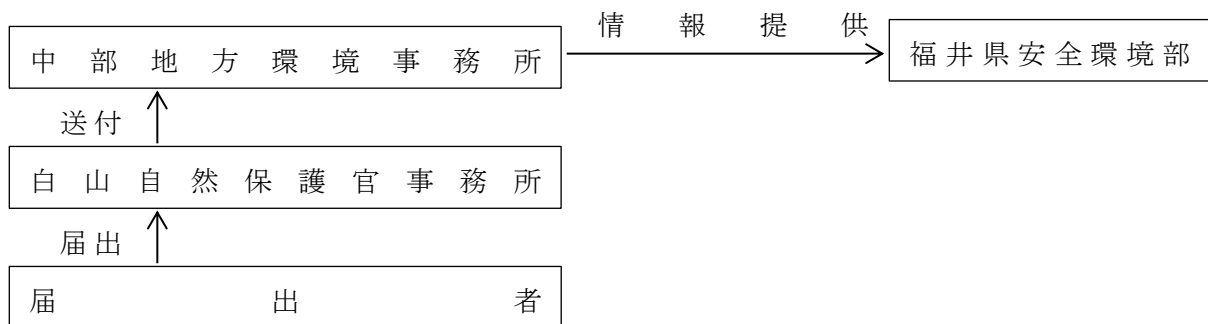 情報提供
中部地方環境事務所
福井県安全環境部
送付
白山自然保護官事務所
届出
届出者